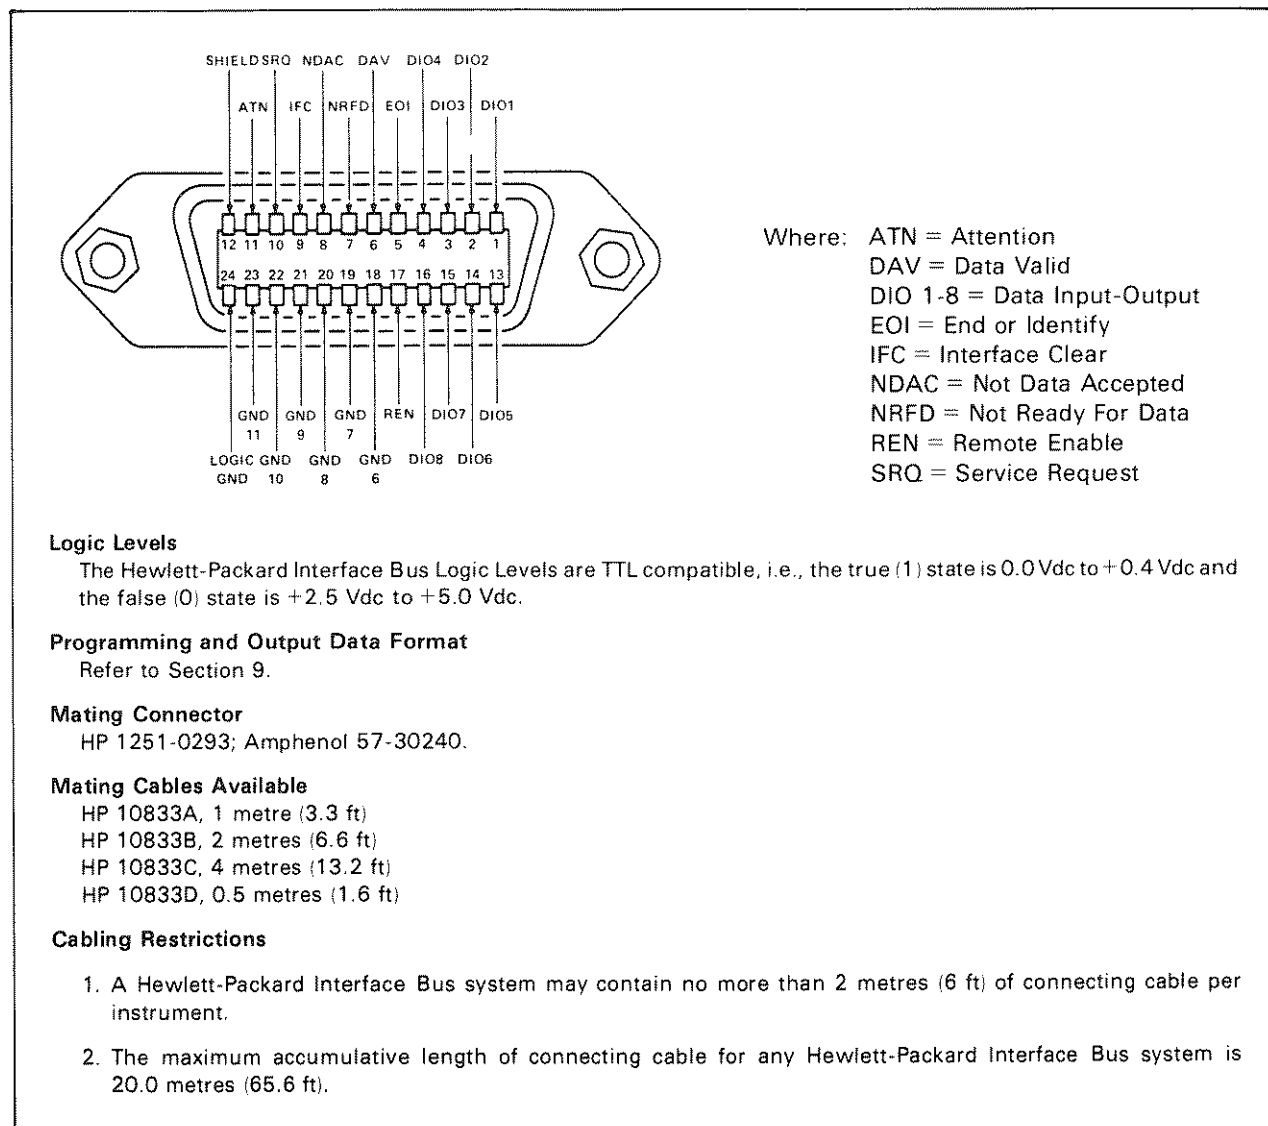 SHIELD SRQ NDAC DAV DIO4 DIO2
ATN IFC NRFD EOI DIO3 DIO1
12 11 10 9 8 7 6 5 4 3 2 1
24 23 22 21 20 19 18 17 16 15 14 13
GND GND GND REN DIO7 DIO5
11 9 7
LOGIC GND GND GND DIO8 DIO6
GND 10 8 6
Where: ATN = Attention
DAV = Data Valid
DIO 1-8 = Data Input-Output
EOI = End or Identify
IFC = Interface Clear
NDAC = Not Data Accepted
NRFD = Not Ready For Data
REN = Remote Enable
SRQ = Service Request
Logic Levels
The Hewlett-Packard Interface Bus Logic Levels are TTL compatible, i.e., the true (1) state is 0.0 Vdc to +0.4 Vdc and
the false (0) state is +2.5 Vdc to +5.0 Vdc.
Programming and Output Data Format
Refer to Section 9.
Mating Connector
HP 1251-0293; Amphenol 57-30240.
Mating Cables Available
HP 10833A, 1 metre (3.3 ft)
HP 10833B, 2 metres (6.6 ft)
HP 10833C, 4 metres (13.2 ft)
HP 10833D, 0.5 metres (1.6 ft)
Cabling Restrictions
1. A Hewlett-Packard Interface Bus system may contain no more than 2 metres (6 ft) of connecting cable per
instrument.
2. The maximum accumulative length of connecting cable for any Hewlett-Packard Interface Bus system is
20.0 metres (65.6 ft).